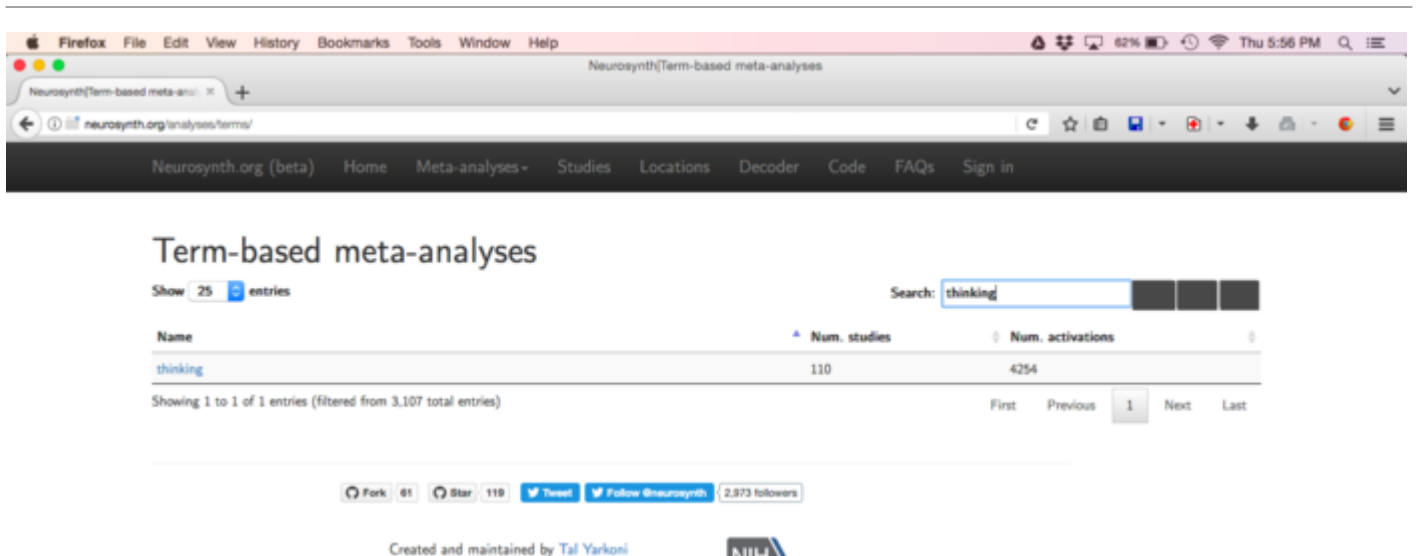 Firefox File Edit View History Bookmarks Tools Window Help 62% Thu 5:56 PM
Neurosynth|Term-based meta-analyses
Neurosynth|Term-based meta-anal
neurosynth.org/analyses/terms/
Neurosynth.org (beta) Home Meta-analyses Studies Locations Decoder Code FAQs Sign in
Term-based meta-analyses
Show 25 entries Search: thinking
Name Num. studies Num. activations
thinking 110 4254
Showing 1 to 1 of 1 entries (filtered from 3,107 total entries) First Previous 1 Next Last
Fork 61 Star 119 Tweet Follow @neurosynth 2,973 followers
Created and maintained by Tal Yarkoni NIH